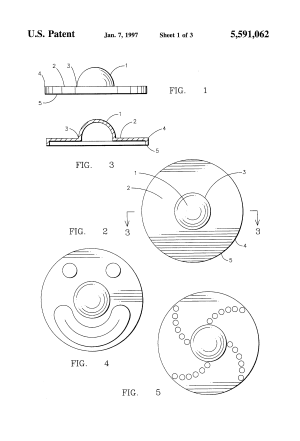 U.S. Patent Jan. 7, 1997 Sheet 1 of 3 5,591,062
4 2 3 1
5
FIG. 1
1
3 2 4
5
FIG. 3
1 3
2
FIG. 2 3 3
4
5
FIG. 4
FIG. 5